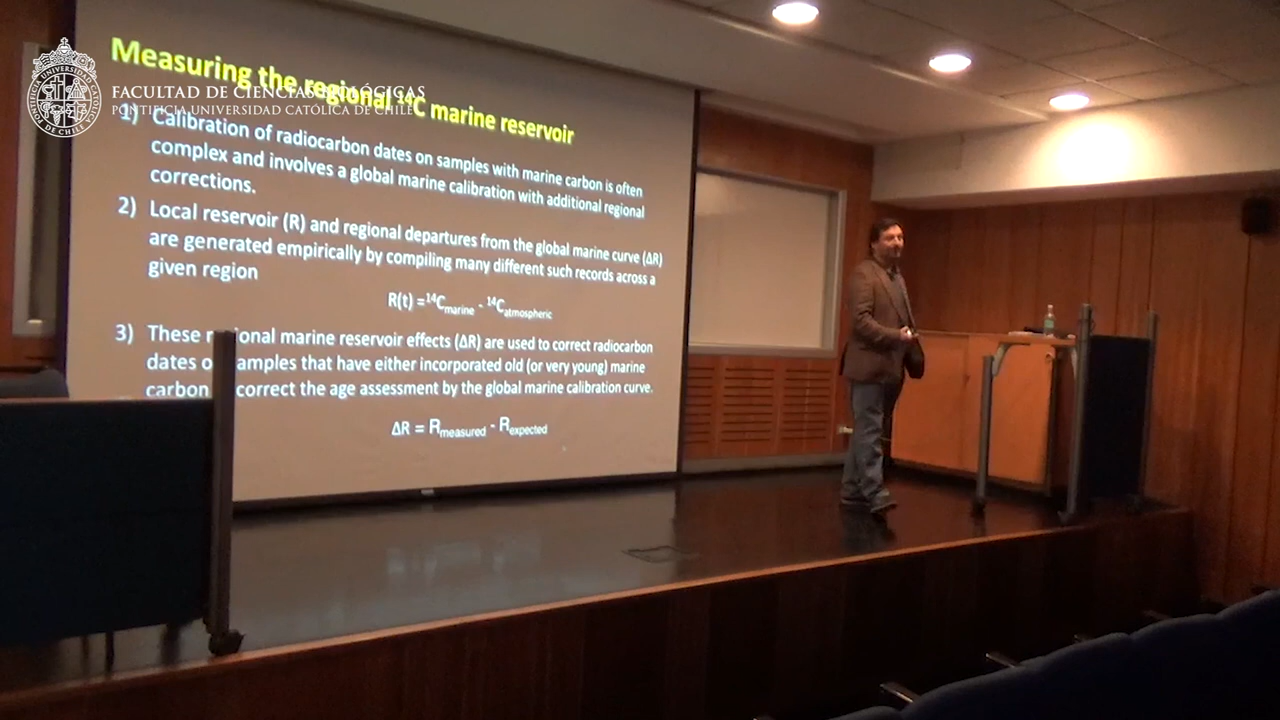 Measuring the regional ¹⁴C marine reservoir
FACULTAD DE CIENCIAS BIOLÓGICAS
PONTIFICIA UNIVERSIDAD CATÓLICA DE CHILE
1) Calibration of radiocarbon dates on samples with marine carbon is often
complex and involves a global marine calibration with additional regional
corrections.
2) Local reservoir (R) and regional departures from the global marine curve (ΔR)
are generated empirically by compiling many different such records across a
given region
R(t) =¹⁴Cmarine - ¹⁴Catmospheric
3) These regional marine reservoir effects (ΔR) are used to correct radiocarbon
dates samples that have either incorporated old (or very young) marine
carbon correct the age assessment by the global marine calibration curve.
ΔR = Rmeasured - Rexpected